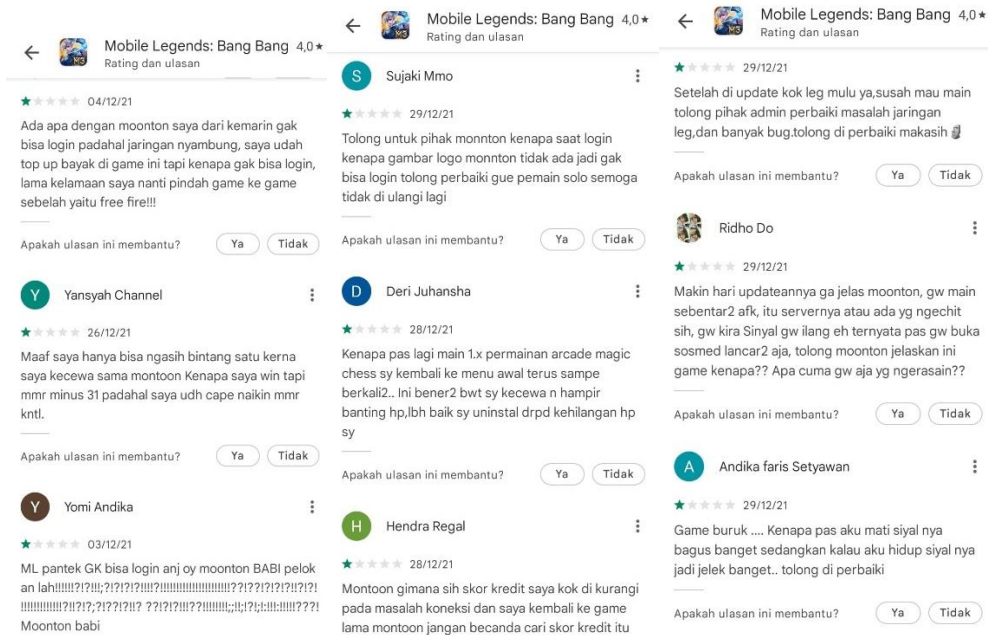 Mobile Legends: Bang Bang 4,0★
Rating dan ulasan
04/12/21
Ada apa dengan moonton saya dari kemarin gak
bisa login padahal jaringan nyambung, saya udah
top up bayak di game ini tapi kenapa gak bisa login,
lama kelamaan saya nanti pindah game ke game
sebelah yaitu free fire!!!
Apakah ulasan ini membantu? Ya Tidak
Y Yansyah Channel
26/12/21
Maaf saya hanya bisa ngasih bintang satu kerna
saya kecewa sama montoon Kenapa saya win tapi
mmr minus 31 padahal saya udh cape naikin mmr
kntl.
Apakah ulasan ini membantu? Ya Tidak
Y Yomi Andika
03/12/21
ML pantek GK bisa login anj oy moonton BABI pelok
an lah!!!!!!?!?!!!;?!?!?!?!!!!?!!!!!!!!!!!!!!!!!!!!!!!??!??!?!?!?!!?!?!
!!!!!!!!!!!!!?!!?!?;?!??!?!!? ??!?!?!!!??!!!!!!!!;;!!;!?!;!:!!!:!!!!!???!
Moonton babi
Mobile Legends: Bang Bang 4,0★
Rating dan ulasan
S Sujaki Mmo
29/12/21
Tolong untuk pihak monnton kenapa saat login
kenapa gambar logo monnton tidak ada jadi gak
bisa login tolong perbaiki gue pemain solo semoga
tidak di ulangi lagi
Apakah ulasan ini membantu? Ya Tidak
D Deri Juhansha
28/12/21
Kenapa pas lagi main 1.x permainan arcade magic
chess sy kembali ke menu awal terus sampe
berkali2.. Ini bener2 bwt sy kecewa n hampir
banting hp,lbh baik sy uninstal drpd kehilangan hp
sy
Apakah ulasan ini membantu? Ya Tidak
H Hendra Regal
28/12/21
Montoon gimana sih skor kredit saya kok di kurangi
pada masalah koneksi dan saya kembali ke game
lama montoon jangan becanda cari skor kredit itu
Mobile Legends: Bang Bang 4,0★
Rating dan ulasan
29/12/21
Setelah di update kok leg mulu ya,susah mau main
tolong pihak admin perbaiki masalah jaringan
leg,dan banyak bug.tolong di perbaiki makasih 🗿
Apakah ulasan ini membantu? Ya Tidak
Ridho Do
29/12/21
Makin hari updateannya ga jelas moonton, gw main
sebentar2 afk, itu servernya atau ada yg ngechit
sih, gw kira Sinyal gw ilang eh ternyata pas gw buka
sosmed lancar2 aja, tolong moonton jelaskan ini
game kenapa?? Apa cuma gw aja yg ngerasain??
Apakah ulasan ini membantu? Ya Tidak
A Andika faris Setyawan
29/12/21
Game buruk .... Kenapa pas aku mati siyal nya
bagus banget sedangkan kalau aku hidup siyal nya
jadi jelek banget.. tolong di perbaiki
Apakah ulasan ini membantu? Ya Tidak